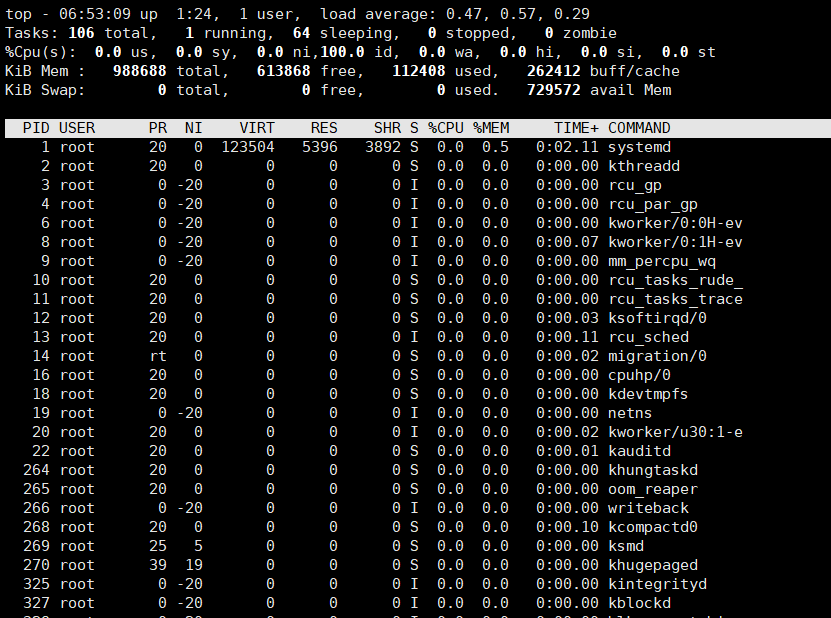 top - 06:53:09 up  1:24,  1 user,  load average: 0.47, 0.57, 0.29
Tasks: 106 total,   1 running,  64 sleeping,   0 stopped,   0 zombie
%Cpu(s):  0.0 us,  0.0 sy,  0.0 ni,100.0 id,  0.0 wa,  0.0 hi,  0.0 si,  0.0 st
KiB Mem :   988688 total,   613868 free,   112408 used,   262412 buff/cache
KiB Swap:        0 total,        0 free,        0 used.   729572 avail Mem
PID USER      PR  NI    VIRT    RES    SHR S %CPU %MEM     TIME+ COMMAND
1 root      20   0  123504   5396   3892 S  0.0  0.5   0:02.11 systemd
2 root      20   0       0      0      0 S  0.0  0.0   0:00.00 kthreadd
3 root       0 -20       0      0      0 I  0.0  0.0   0:00.00 rcu_gp
4 root       0 -20       0      0      0 I  0.0  0.0   0:00.00 rcu_par_gp
6 root       0 -20       0      0      0 I  0.0  0.0   0:00.00 kworker/0:0H-ev
8 root       0 -20       0      0      0 I  0.0  0.0   0:00.07 kworker/0:1H-ev
9 root       0 -20       0      0      0 I  0.0  0.0   0:00.00 mm_percpu_wq
10 root      20   0       0      0      0 S  0.0  0.0   0:00.00 rcu_tasks_rude_
11 root      20   0       0      0      0 S  0.0  0.0   0:00.00 rcu_tasks_trace
12 root      20   0       0      0      0 S  0.0  0.0   0:00.03 ksoftirqd/0
13 root      20   0       0      0      0 I  0.0  0.0   0:00.11 rcu_sched
14 root      rt   0       0      0      0 S  0.0  0.0   0:00.02 migration/0
16 root      20   0       0      0      0 S  0.0  0.0   0:00.00 cpuhp/0
18 root      20   0       0      0      0 S  0.0  0.0   0:00.00 kdevtmpfs
19 root       0 -20       0      0      0 I  0.0  0.0   0:00.00 netns
20 root      20   0       0      0      0 I  0.0  0.0   0:00.02 kworker/u30:1-e
22 root      20   0       0      0      0 S  0.0  0.0   0:00.01 kauditd
264 root      20   0       0      0      0 S  0.0  0.0   0:00.00 khungtaskd
265 root      20   0       0      0      0 S  0.0  0.0   0:00.00 oom_reaper
266 root       0 -20       0      0      0 I  0.0  0.0   0:00.00 writeback
268 root      20   0       0      0      0 S  0.0  0.0   0:00.10 kcompactd0
269 root      25   5       0      0      0 S  0.0  0.0   0:00.00 ksmd
270 root      39  19       0      0      0 S  0.0  0.0   0:00.00 khugepaged
325 root       0 -20       0      0      0 I  0.0  0.0   0:00.00 kintegrityd
327 root       0 -20       0      0      0 I  0.0  0.0   0:00.00 kblockd